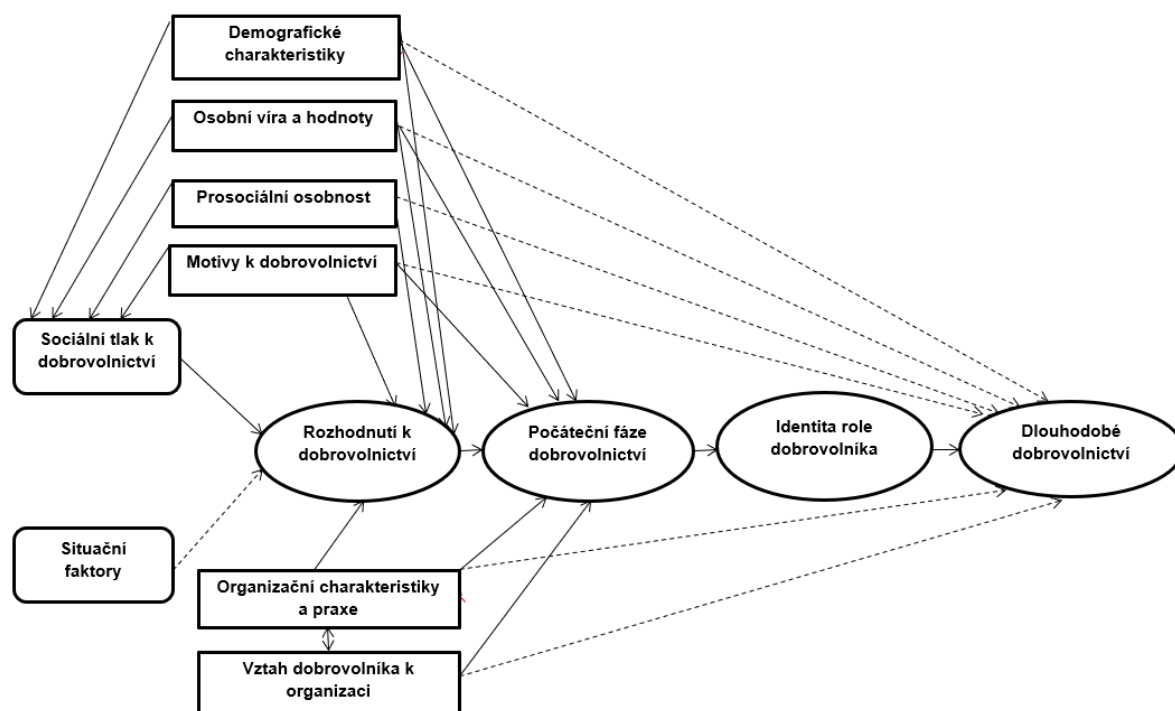 Demografické
charakteristiky
Osobní víra a hodnoty
Prosociální osobnost
Motivy k dobrovolnictví
Sociální tlak k
dobrovolnictví
Rozhodnutí k
dobrovolnictví
Počáteční fáze
dobrovolnictví
Identita role
dobrovolníka
Dlouhodobé
dobrovolnictví
Situační
faktory
Organizační charakteristiky
a praxe
Vztah dobrovolníka k
organizaci